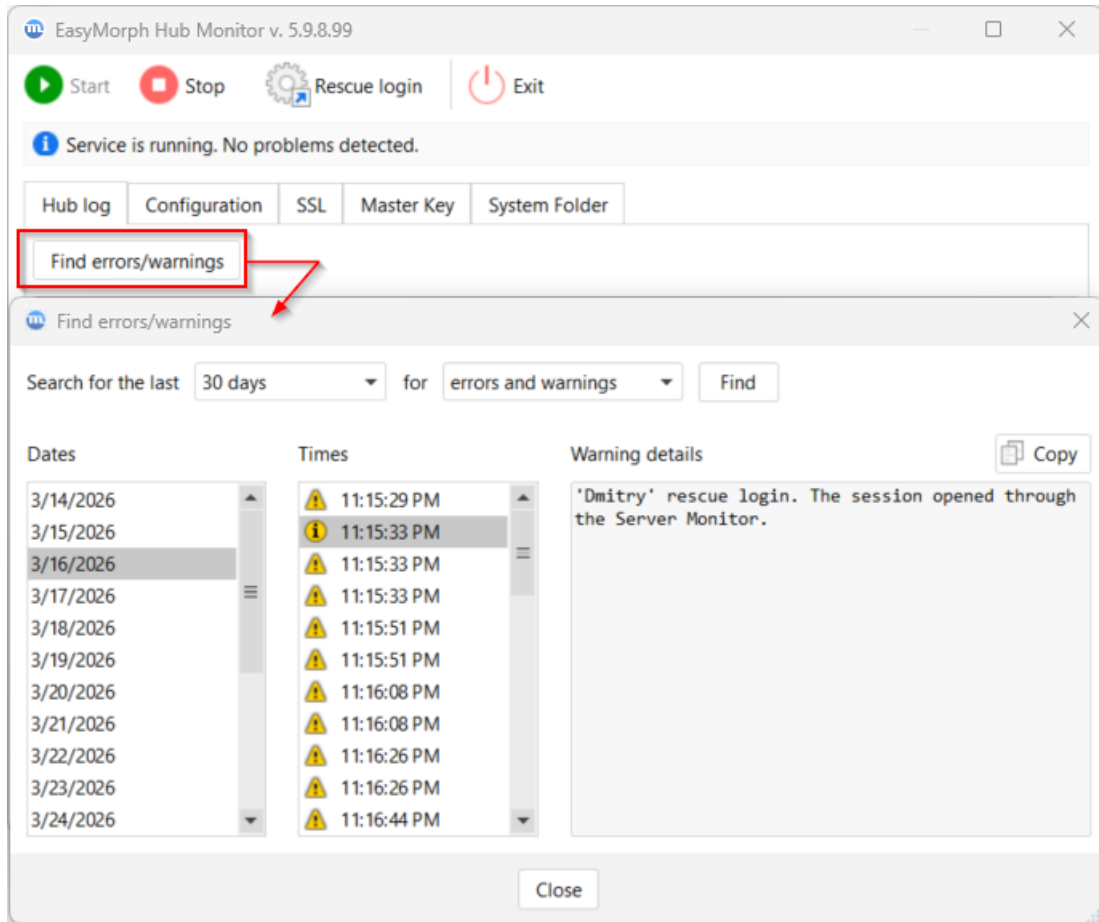 EasyMorph Hub Monitor v. 5.9.8.99
Start Stop Rescue login Exit
Service is running. No problems detected.
Hub log Configuration SSL Master Key System Folder
Find errors/warnings
Find errors/warnings
Search for the last 30 days for errors and warnings Find
Dates Times Warning details Copy
3/14/2026
3/15/2026
3/16/2026
3/17/2026
3/18/2026
3/19/2026
3/20/2026
3/21/2026
3/22/2026
3/23/2026
3/24/2026
11:15:29 PM
11:15:33 PM
11:15:33 PM
11:15:33 PM
11:15:51 PM
11:15:51 PM
11:16:08 PM
11:16:08 PM
11:16:26 PM
11:16:26 PM
11:16:44 PM
'Dmitry' rescue login. The session opened through
the Server Monitor.
Close